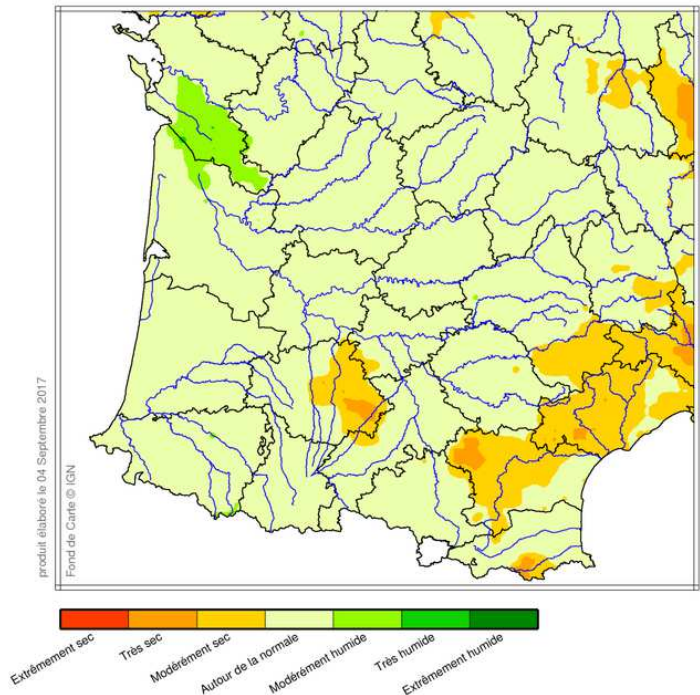 produit élaboré le 04 Septembre 2017
Fond de Carte © IGN
Extrêmement sec
Très sec
Modérément sec
Autour de la normale
Modérément humide
Très humide
Extrêmement humide